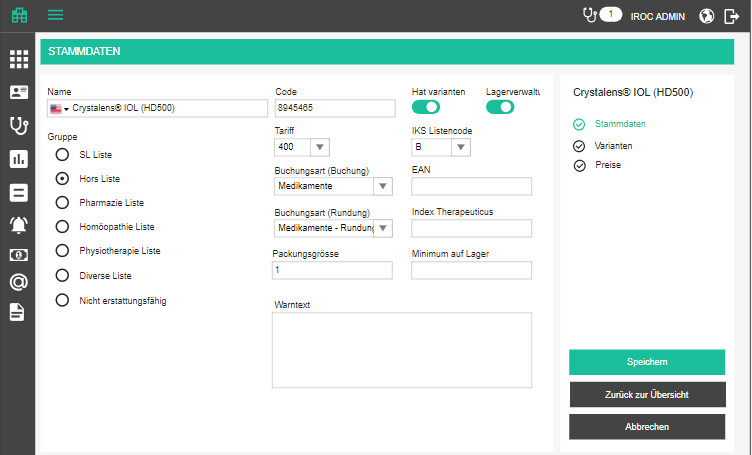 1 IROC ADMIN
STAMMDATEN
Name
Crystalens® IOL (HD500)
Code
8945465
Hat varianten
Lagerverwaltu
Gruppe
SL Liste
Hors Liste
Pharmazie Liste
Homöopathie Liste
Physiotherapie Liste
Diverse Liste
Nicht erstattungsfähig
Tariff
400
IKS Listencode
B
Buchungsart (Buchung)
Medikamente
EAN
Buchungsart (Rundung)
Medikamente - Rundung
Index Therapeuticus
Packungsgrösse
1
Minimum auf Lager
Warntext
Crystalens® IOL (HD500)
Stammdaten
Varianten
Preise
Speichern
Zurück zur Übersicht
Abbrechen